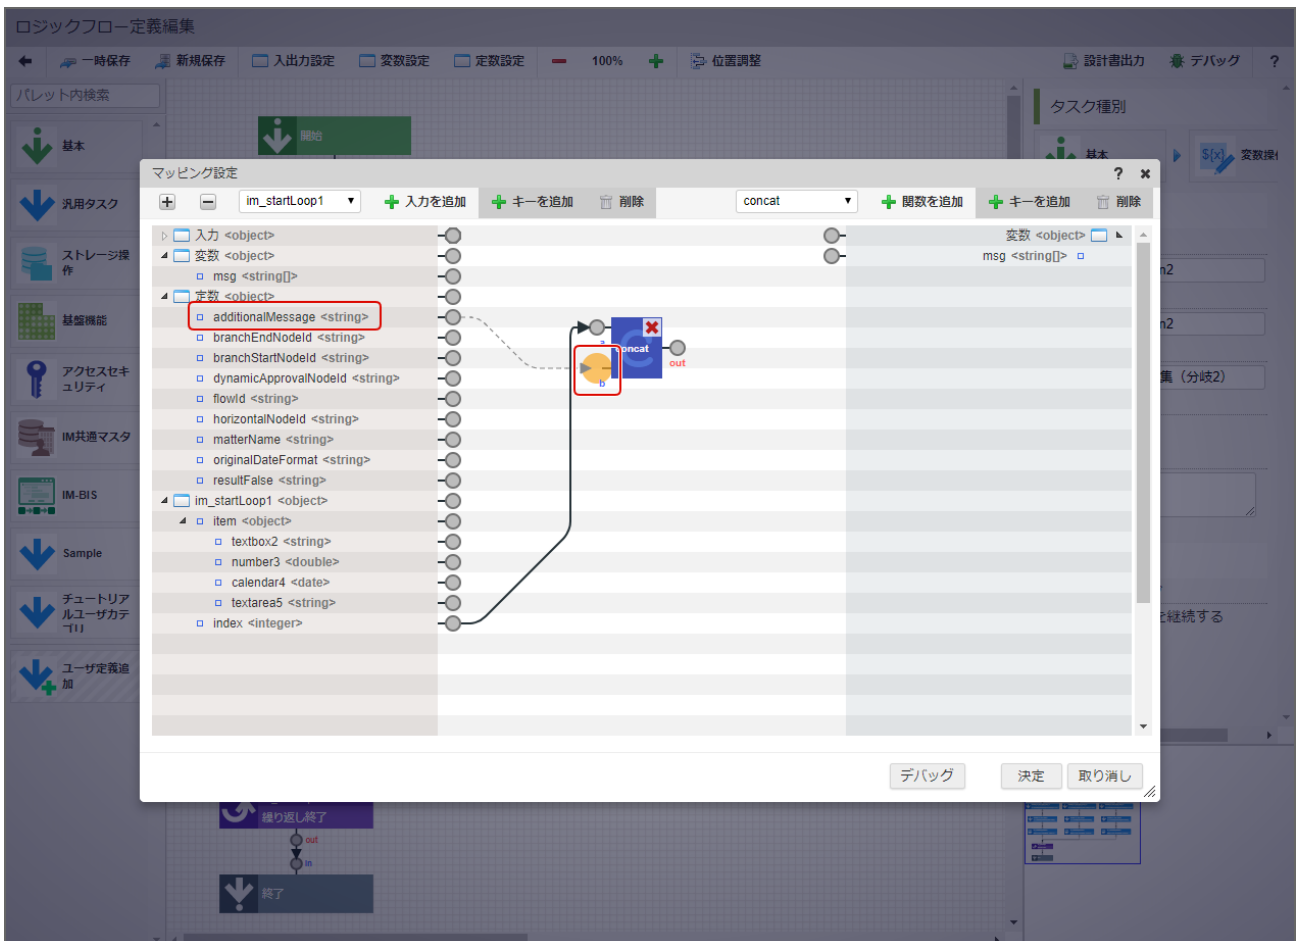 ロジックフロー定義編集
一時保存 新規保存 入出力設定 変数設定 定数設定 100% 位置調整 設計書出力 デバッグ ?
パレット内検索
基本
汎用タスク
ストレージ操
作
基盤機能
アクセスセキ
ュリティ
IM共通マスタ
IM-BIS
Sample
チュートリア
ルユーザカテ
ゴリ
ユーザ定義追
加
開始
タスク種別
基本 変数操作
マッピング設定 ?
im_startLoop1 入力を追加 キーを追加 削除 concat 関数を追加 キーを追加 削除
入力 <object>
変数 <object>
msg <string[]>
定数 <object>
additionalMessage <string>
branchEndNodeId <string>
branchStartNodeId <string>
dynamicApprovalNodeId <string>
flowId <string>
horizontalNodeId <string>
matterName <string>
originalDateFormat <string>
resultFalse <string>
im_startLoop1 <object>
item <object>
textbox2 <string>
number3 <double>
calendar4 <date>
textarea5 <string>
index <integer>
a
concat
out
b
変数 <object>
msg <string[]>
n2
n2
集（分岐2）
を継続する
デバッグ 決定 取り消し
繰り返し終了
out
in
終了